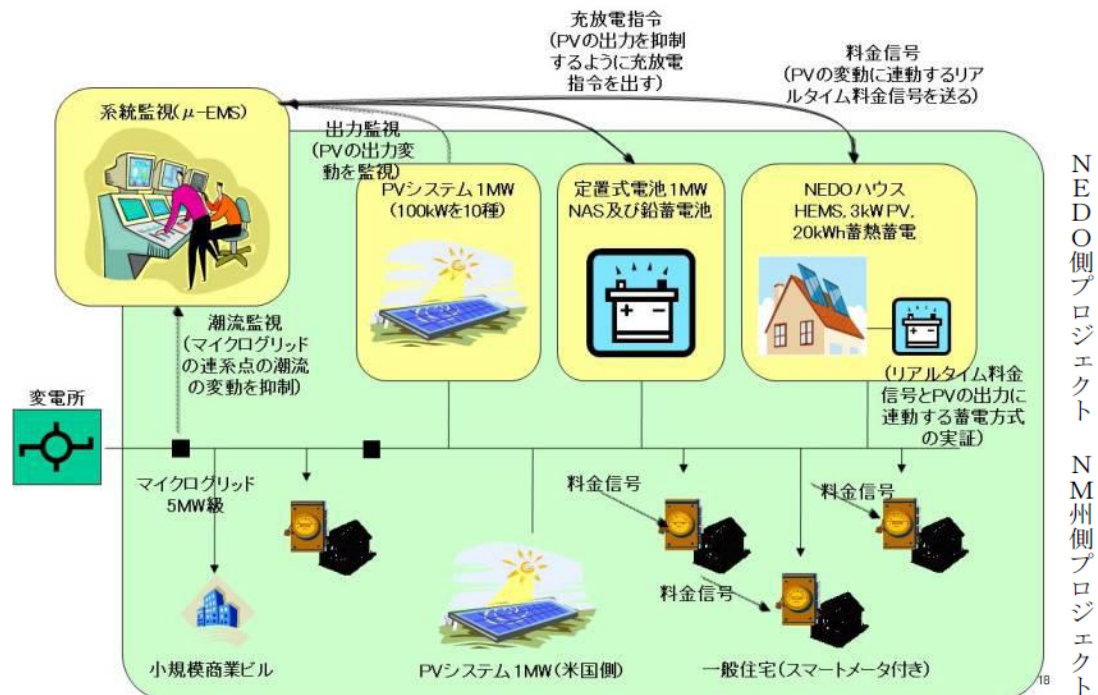 充放電指令
(PVの出力を抑制
するように充放電
指令を出す)
料金信号
(PVの変動に連動するリア
ルタイム料金信号を送る)
系統監視(μ-EMS)
出力監視
(PVの出力変
動を監視)
PVシステム1MW
(100kWを10種)
定置式電池1MW
NAS及び鉛蓄電池
NEDOハウス
HEMS, 3kW PV,
20kWh蓄熱蓄電
潮流監視
(マイクログリッド
の連系点の潮流
の変動を抑制)
(リアルタイム料金
信号とPVの出力に
連動する蓄電方式
の実証)
変電所
マイクログリッド
5MW級
料金信号
料金信号
料金信号
小規模商業ビル
PVシステム1MW(米国側)
一般住宅(スマートメータ付き)
18
NEDO側プロジェクト
NM州側プロジェクト